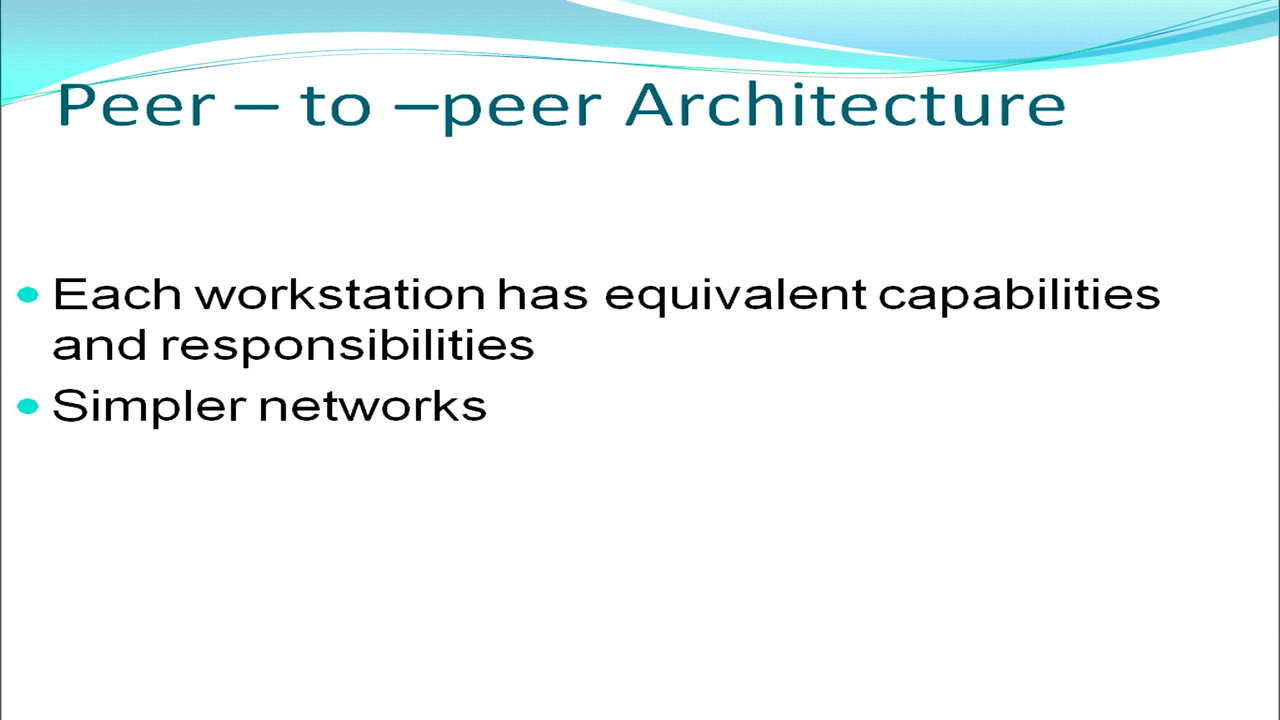 Peer – to –peer Architecture
Each workstation has equivalent capabilities
and responsibilities
Simpler networks